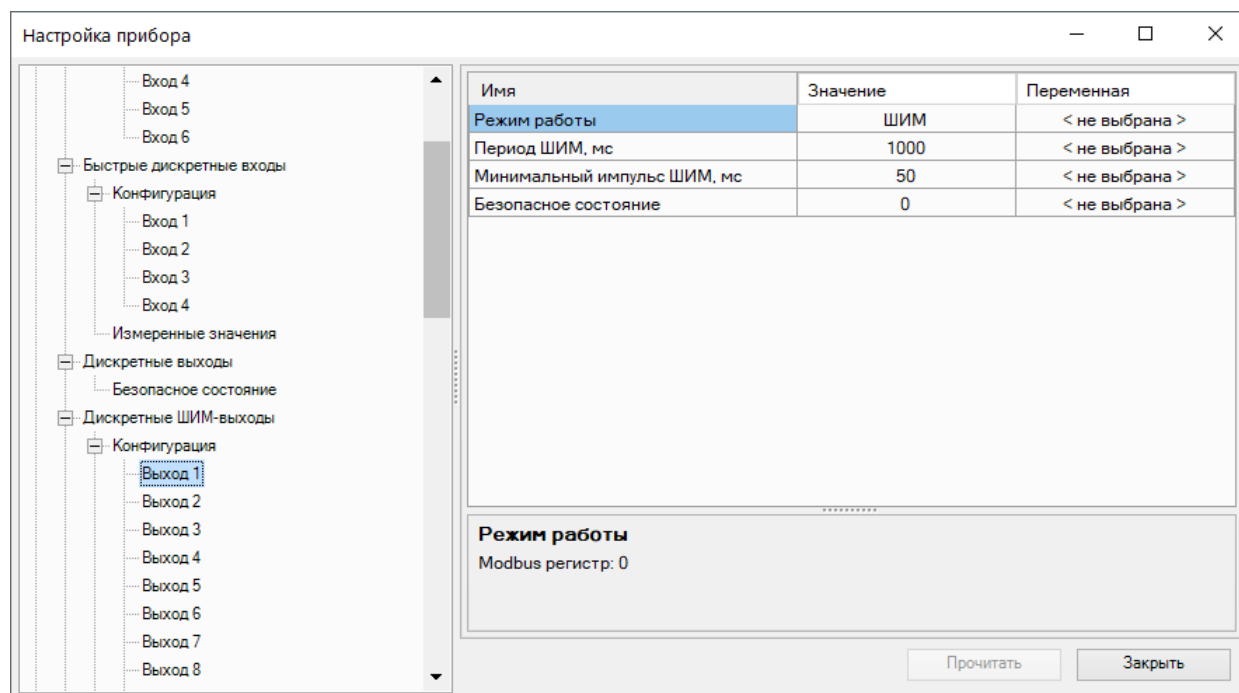 Настройка прибора
Вход 4
Вход 5
Вход 6
Быстрые дискретные входы
Конфигурация
Вход 1
Вход 2
Вход 3
Вход 4
Измеренные значения
Дискретные выходы
Безопасное состояние
Дискретные ШИМ-выходы
Конфигурация
Выход 1
Выход 2
Выход 3
Выход 4
Выход 5
Выход 6
Выход 7
Выход 8
Имя Значение Переменная
Режим работы ШИМ < не выбрана >
Период ШИМ, мс 1000 < не выбрана >
Минимальный импульс ШИМ, мс 50 < не выбрана >
Безопасное состояние 0 < не выбрана >
Режим работы
Modbus регистр: 0
Прочитать Закрыть